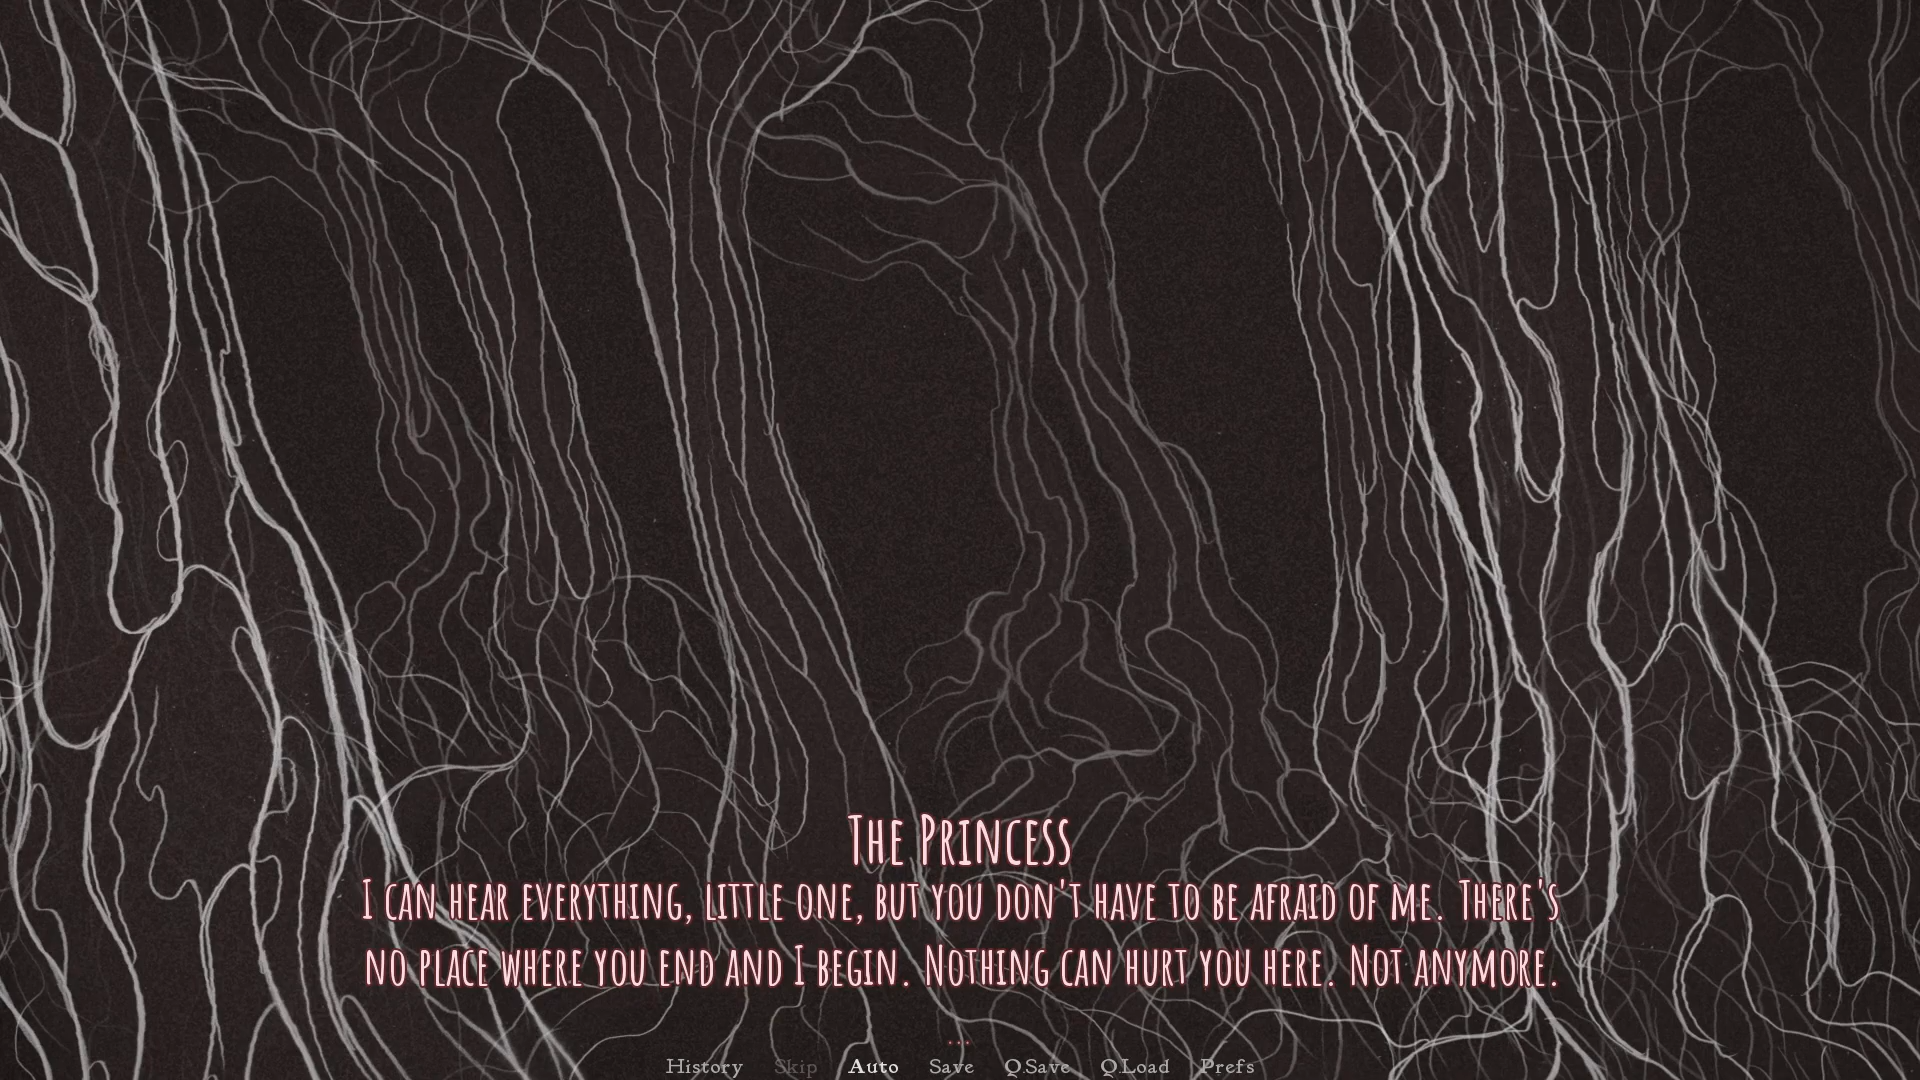 The Princess
I can hear everything, little one, but you don't have to be afraid of me. There's
no place where you end and I begin. Nothing can hurt you here. Not anymore.
...
History Skip Auto Save Q.Save Q.Load Prefs